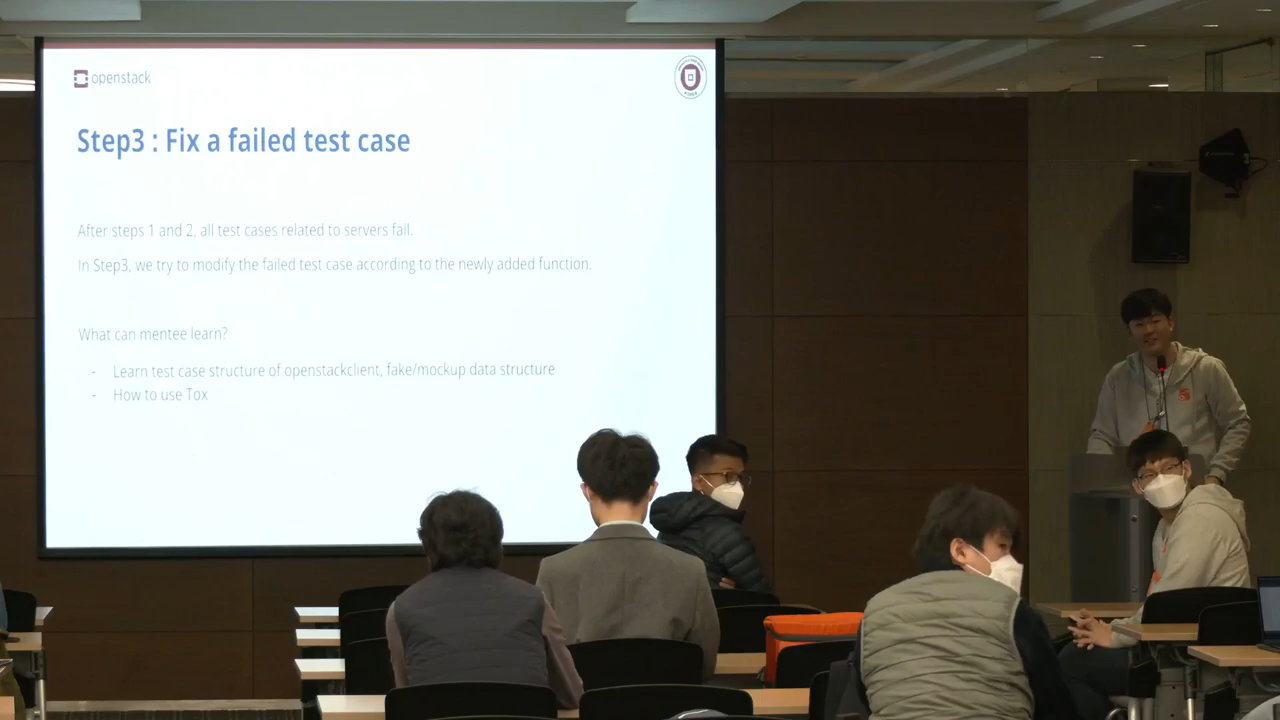 openstack
Step3 : Fix a failed test case
After steps 1 and 2, all test cases related to servers fail.
In Step3, we try to modify the failed test case according to the newly added function.
What can mentee learn?
- Learn test case structure of openstackclient, fake/mockup data structure
- How to use Tox